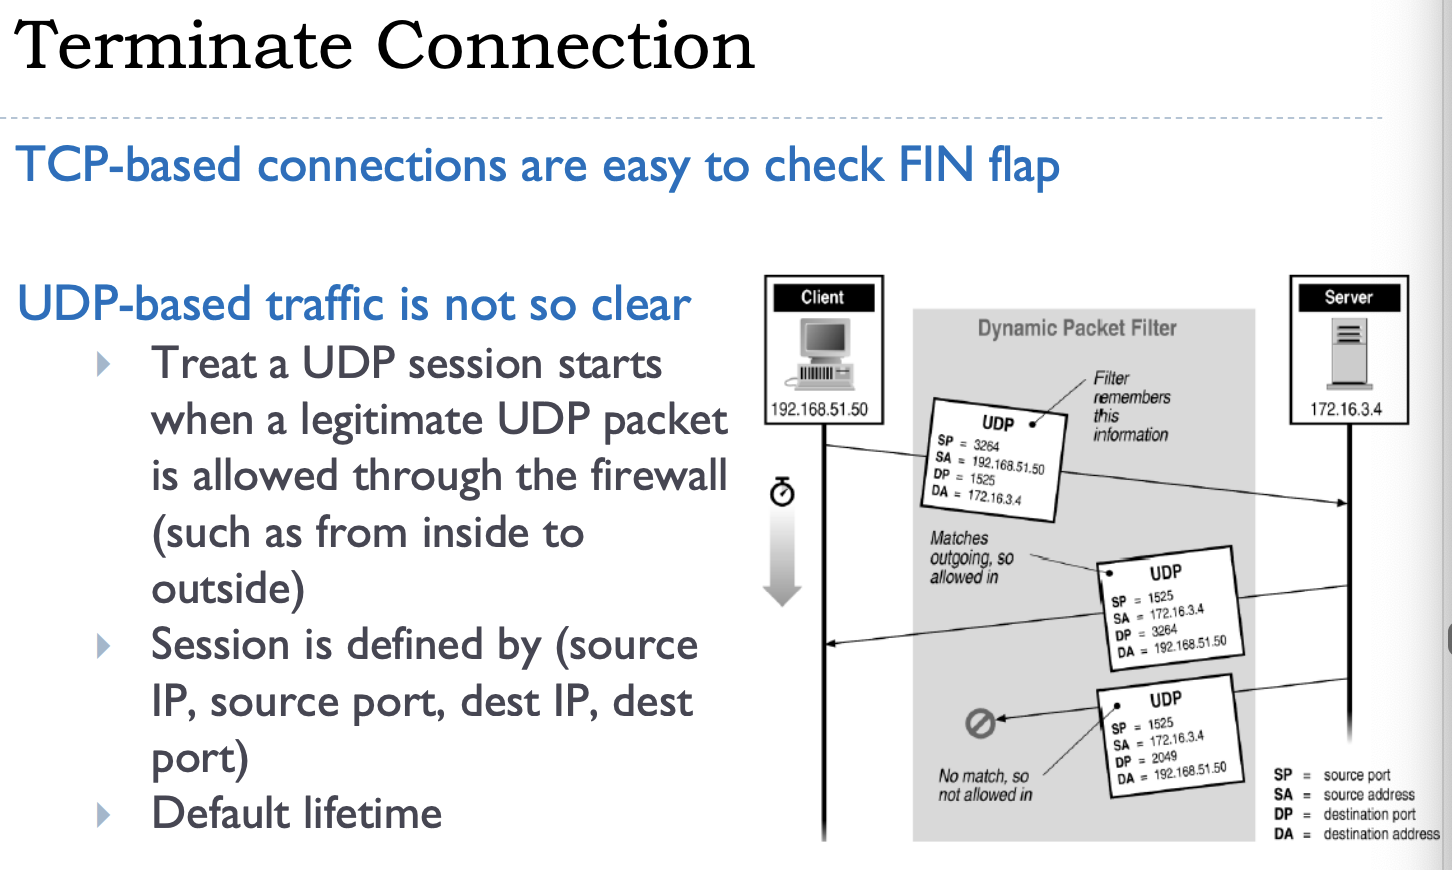 Terminate Connection
TCP-based connections are easy to check FIN flap
UDP-based traffic is not so clear
Treat a UDP session starts
when a legitimate UDP packet
is allowed through the firewall
(such as from inside to
outside)
Session is defined by (source
IP, source port, dest IP, dest
port)
Default lifetime
Client
192.168.51.50
Dynamic Packet Filter
Server
172.16.3.4
Filter
remembers
this
information
UDP
SP = 3264
SA = 192.168.51.50
DP = 1525
DA = 172.16.3.4
Matches
outgoing, so
allowed in
UDP
SP = 1525
SA = 172.16.3.4
DP = 3264
DA = 192.168.51.50
UDP
SP = 1525
SA = 172.16.3.4
DP = 2049
DA = 192.168.51.50
No match, so
not allowed in
SP = source port
SA = source address
DP = destination port
DA = destination address